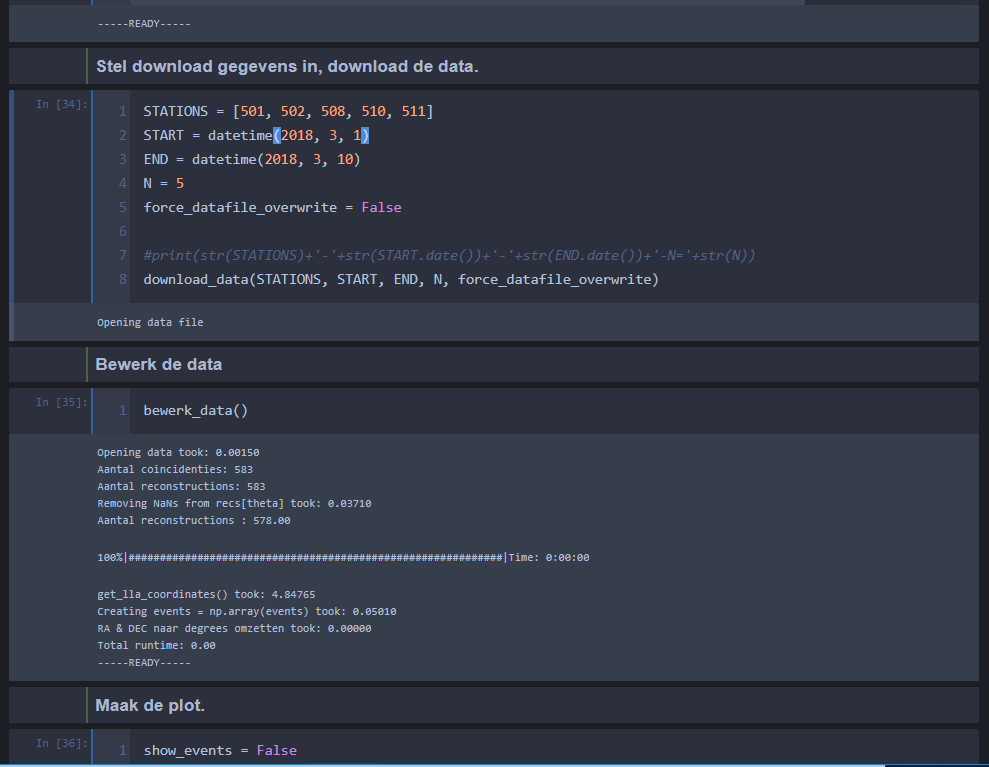 -----READY-----
Stel download gegevens in, download de data.
In [34]:
1 STATIONS = [501, 502, 508, 510, 511]
2 START = datetime(2018, 3, 1)
3 END = datetime(2018, 3, 10)
4 N = 5
5 force_datafile_overwrite = False
6
7 #print(str(STATIONS)+'-'+str(START.date())+'-'+str(END.date())+'-N='+str(N))
8 download_data(STATIONS, START, END, N, force_datafile_overwrite)
Opening data file
Bewerk de data
In [35]:
1 bewerk_data()
Opening data took: 0.00150
Aantal coincidenties: 583
Aantal reconstructions: 583
Removing NaNs from recs[theta] took: 0.03710
Aantal reconstructions : 578.00
100%|############################################################|Time: 0:00:00
get_lla_coordinates() took: 4.84765
Creating events = np.array(events) took: 0.05010
RA & DEC naar degrees omzetten took: 0.00000
Total runtime: 0.00
-----READY-----
Maak de plot.
In [36]:
1 show_events = False